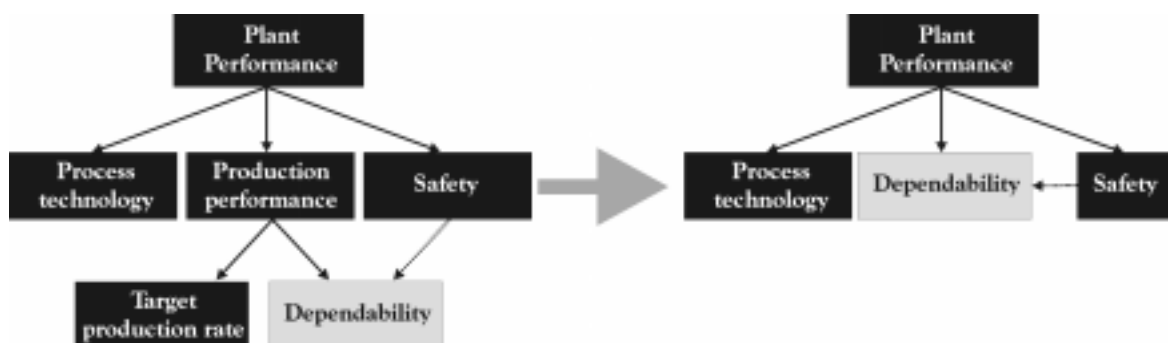 Plant
Performance
Process
technology
Production
performance
Safety
Target
production rate
Dependability
Plant
Performance
Process
technology
Dependability
Safety